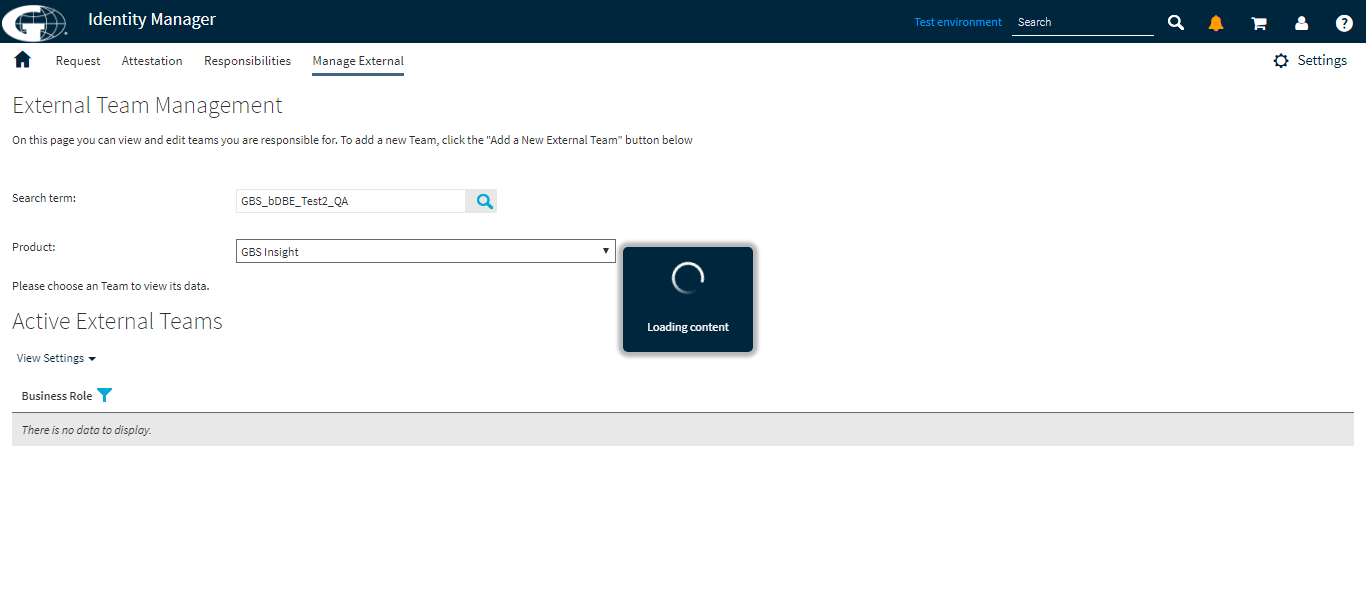 Identity Manager
Test environment
Search
Request
Attestation
Responsibilities
Manage External
Settings
External Team Management
On this page you can view and edit teams you are responsible for. To add a new Team, click the "Add a New External Team" button below
Search term:
GBS_bDBE_Test2_QA
Product:
GBS Insight
Please choose an Team to view its data.
Loading content
Active External Teams
View Settings
Business Role
There is no data to display.